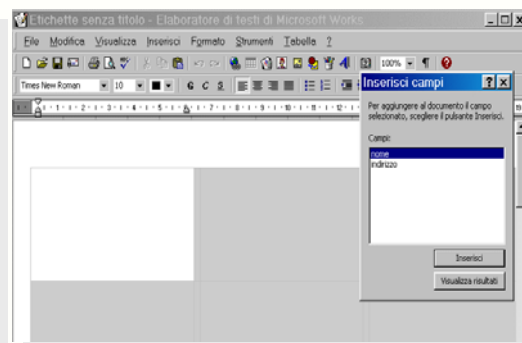 Etichette senza titolo - Elaboratore di testi di Microsoft Works
File Modifica Visualizza Inserisci Formato Strumenti Tabella ?
100%
Times New Roman 10 G C S
Inserisci campi
Per aggiungere al documento il campo
selezionato, scegliere il pulsante Inserisci.
Campi:
nome
indirizzo
Inserisci
Visualizza risultati